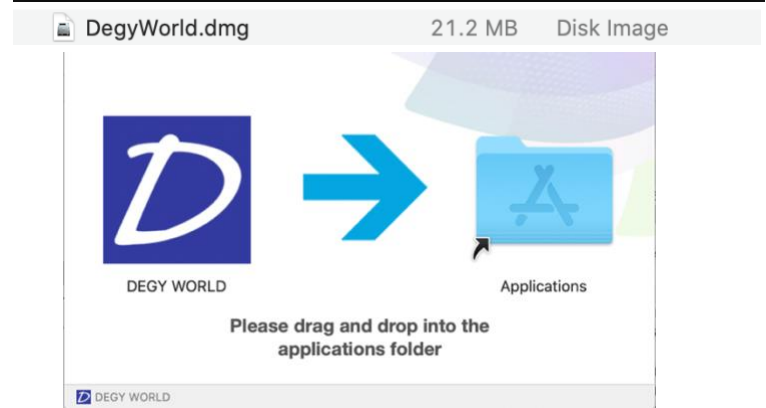 DegyWorld.dmg 21.2 MB Disk Image
D
DEGY WORLD Applications
Please drag and drop into the
applications folder
D DEGY WORLD